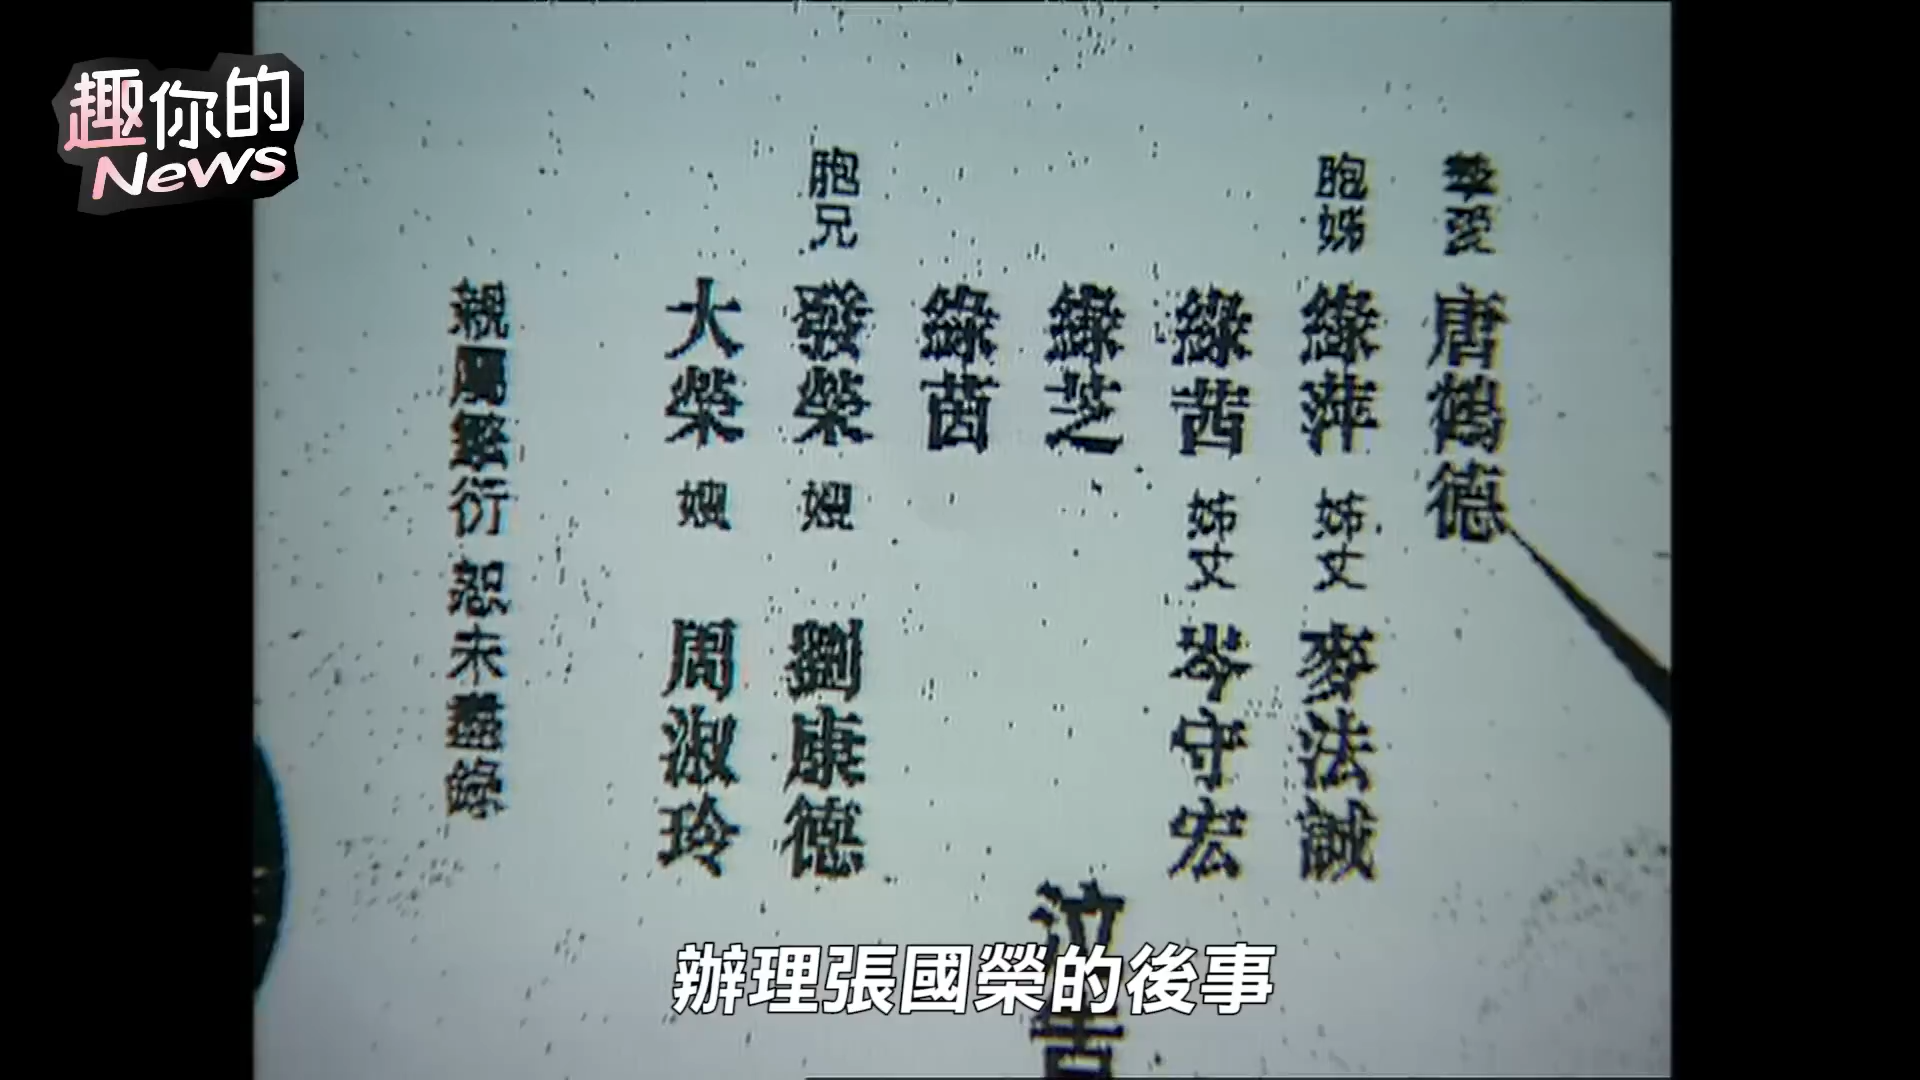 趣你的
News
摯愛 唐鶴德
胞姊 綠萍 姊丈 麥法誠
綠茜 姊丈 岑守宏
綠芝
綠茵
胞兄 發榮 嫂 劉康德
大榮 嫂 周淑玲
親屬繁衍 恕未盡錄
泣告
辦理張國榮的後事